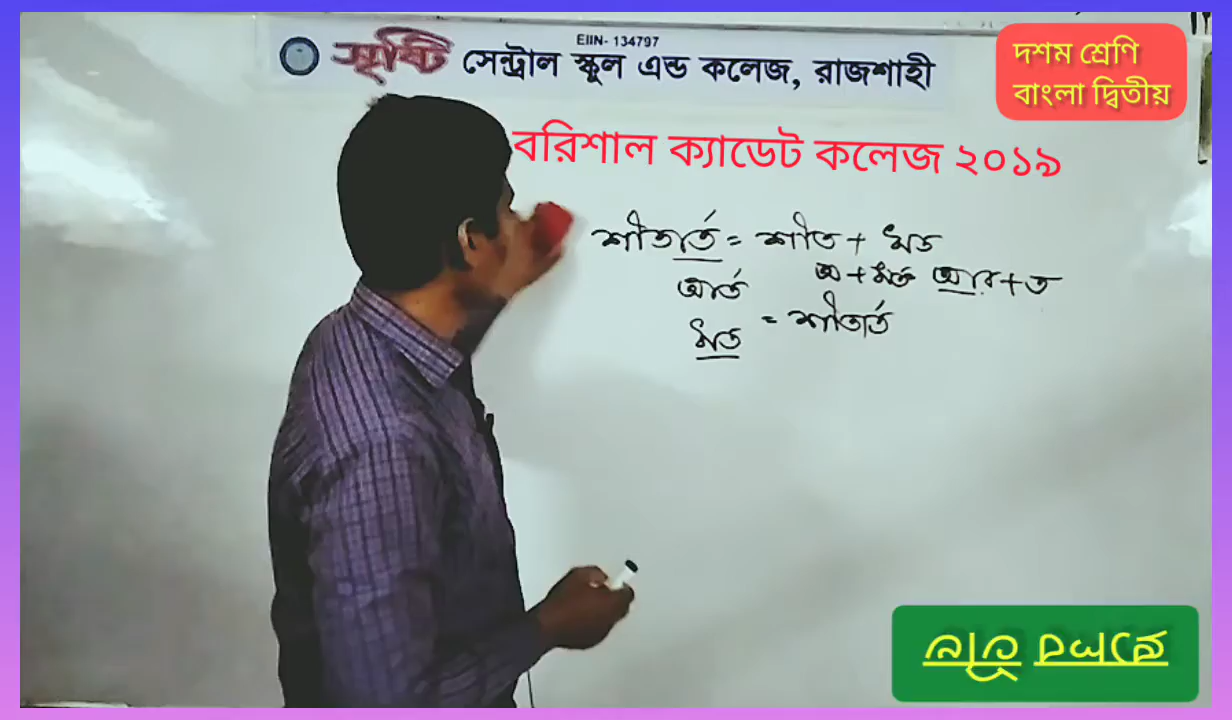 EIIN- 134797
সৃষ্টি সেন্ট্রাল স্কুল এন্ড কলেজ, রাজশাহী
দশম শ্রেণি
বাংলা দ্বিতীয়
বরিশাল ক্যাডেট কলেজ ২০১৯
শীতার্ত = শীত + ঋত
অ + ঋত আর + ত
আর্ত
= শীতার্ত
ঋত